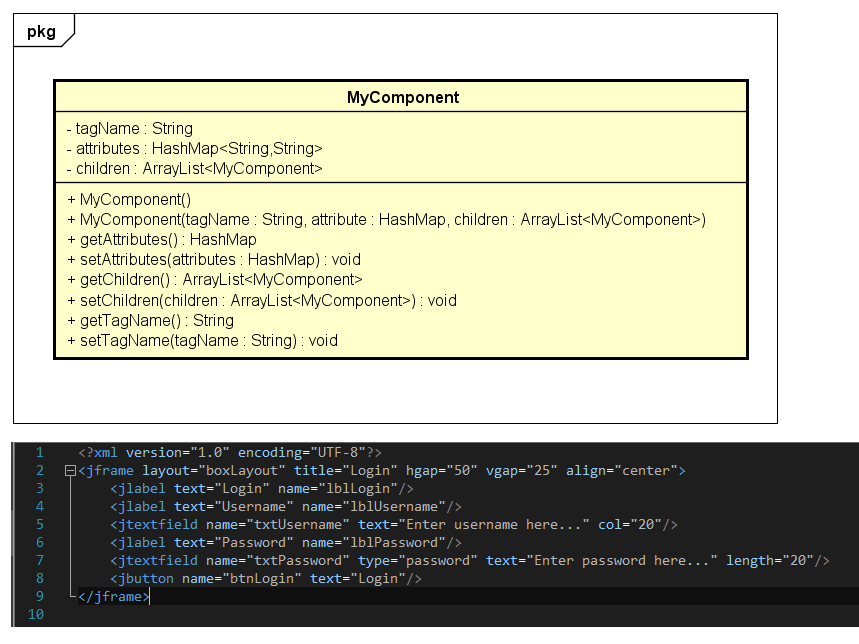 pkg
MyComponent
- tagName : String
- attributes : HashMap<String,String>
- children : ArrayList<MyComponent>
+ MyComponent()
+ MyComponent(tagName : String, attribute : HashMap, children : ArrayList<MyComponent>)
+ getAttributes() : HashMap
+ setAttributes(attributes : HashMap) : void
+ getChildren() : ArrayList<MyComponent>
+ setChildren(children : ArrayList<MyComponent>) : void
+ getTagName() : String
+ setTagName(tagName : String) : void
1 <?xml version="1.0" encoding="UTF-8"?>
2 <jframe layout="boxLayout" title="Login" hgap="50" vgap="25" align="center">
3 <jlabel text="Login" name="lblLogin"/>
4 <jlabel text="Username" name="lblUsername"/>
5 <jtextfield name="txtUsername" text="Enter username here..." col="20"/>
6 <jlabel text="Password" name="lblPassword"/>
7 <jtextfield name="txtPassword" type="password" text="Enter password here..." length="20"/>
8 <jbutton name="btnLogin" text="Login"/>
9 </jframe>
10